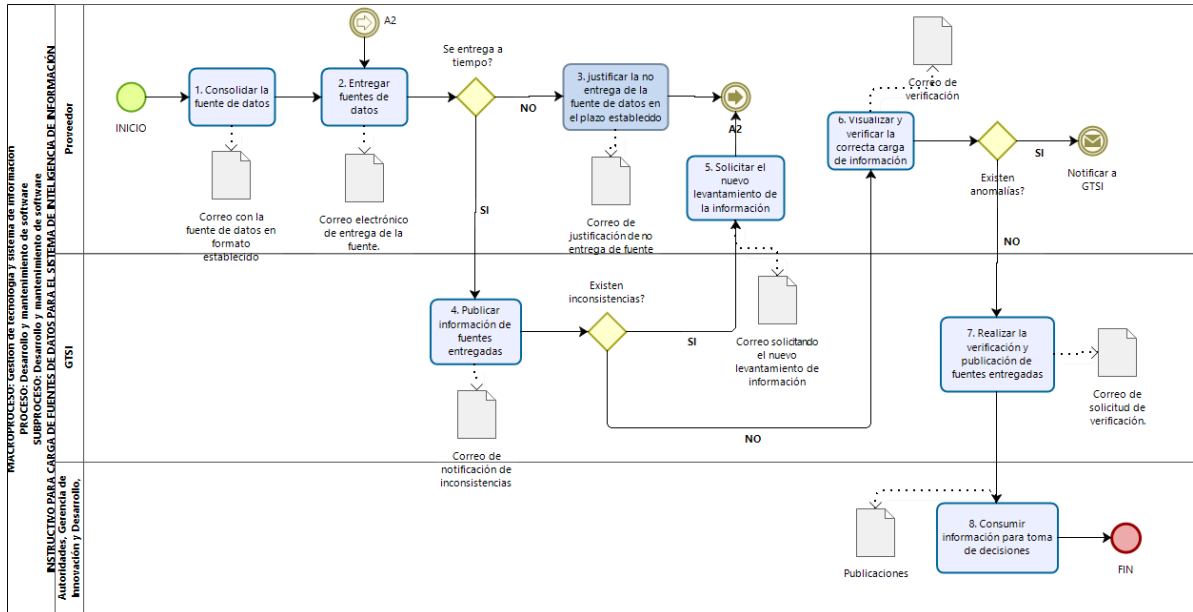 MACROPROCESO: Gestión de tecnología y sistema de información
PROCESO: Desarrollo y mantenimiento de software
SUBPROCESO: Desarrollo y mantenimiento de software
INSTRUCTIVO PARA CARGA DE FUENTES DE DATOS PARA EL SISTEMA DE INTELIGENCIA DE INFORMACIÓN
Proveedor
INICIO
1. Consolidar la
fuente de datos
Correo con la
fuente de datos en
formato
establecido
A2
2. Entregar
fuentes de
datos
Correo electrónico
de entrega de la
fuente.
Se entrega a
tiempo?
NO
SI
3. justificar la no
entrega de la
fuente de datos en
el plazo establecido
Correo de
justificación de no
entrega de fuente
A2
5. Solicitar el
nuevo
levantamiento de
la información
Correo de
verificación
6. Visualizar y
verificar la
correcta carga
de información
Existen
anomalías?
SI
Notificar a
GTSI
NO
GTSI
4. Publicar
información de
fuentes
entregadas
Correo de
notificación de
inconsistencias
Existen
inconsistencias?
SI
NO
Correo solicitando
el nuevo
levantamiento de
información
7. Realizar la
verificación y
publicación de
fuentes entregadas
Correo de
solicitud de
verificación.
Autoridades, Gerencia de
Innovación y Desarrollo,
Publicaciones
8. Consumir
información para toma
de decisiones
FIN